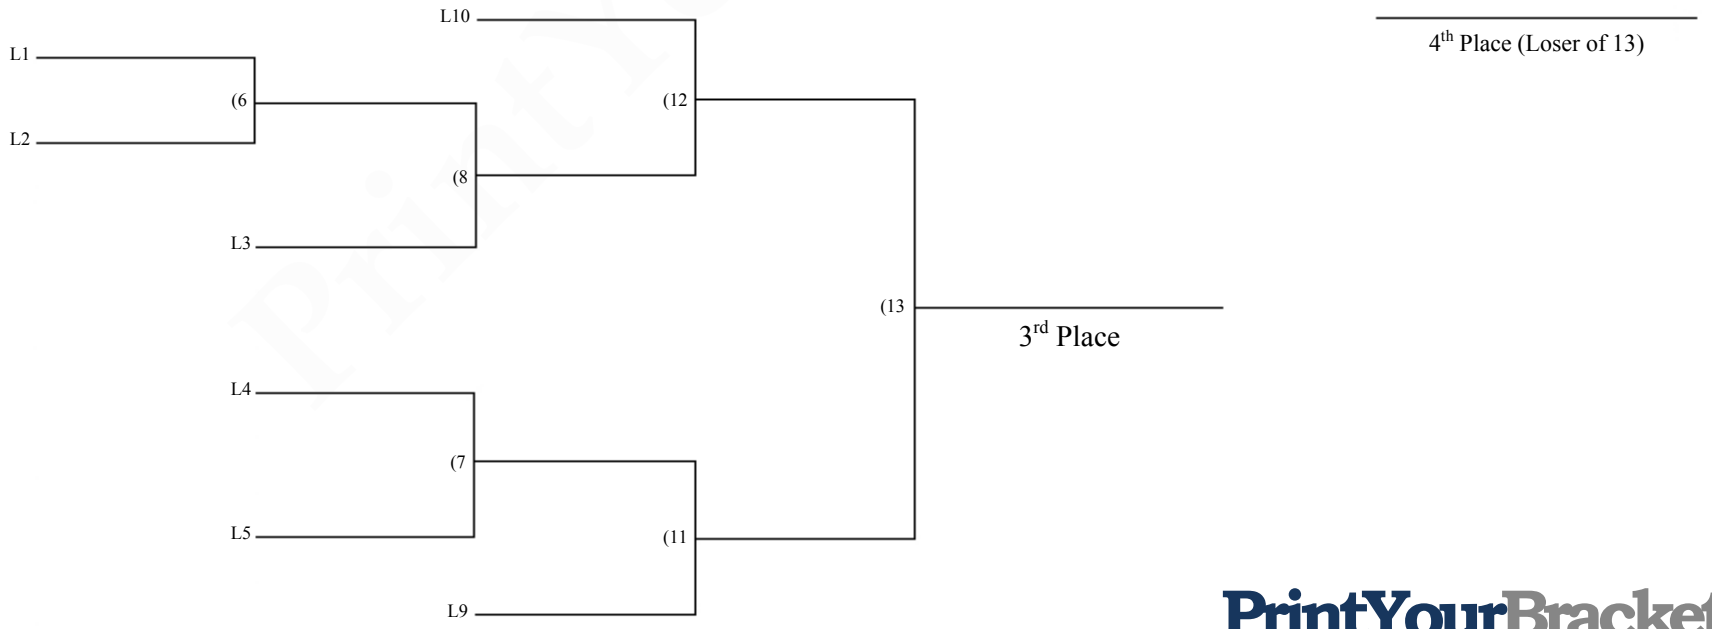 L10
4th Place (Loser of 13)
L1
(6
(12
L2
(8
L3
(13
3rd Place
L4
(7
L5
(11
L9
PrintYourBracket